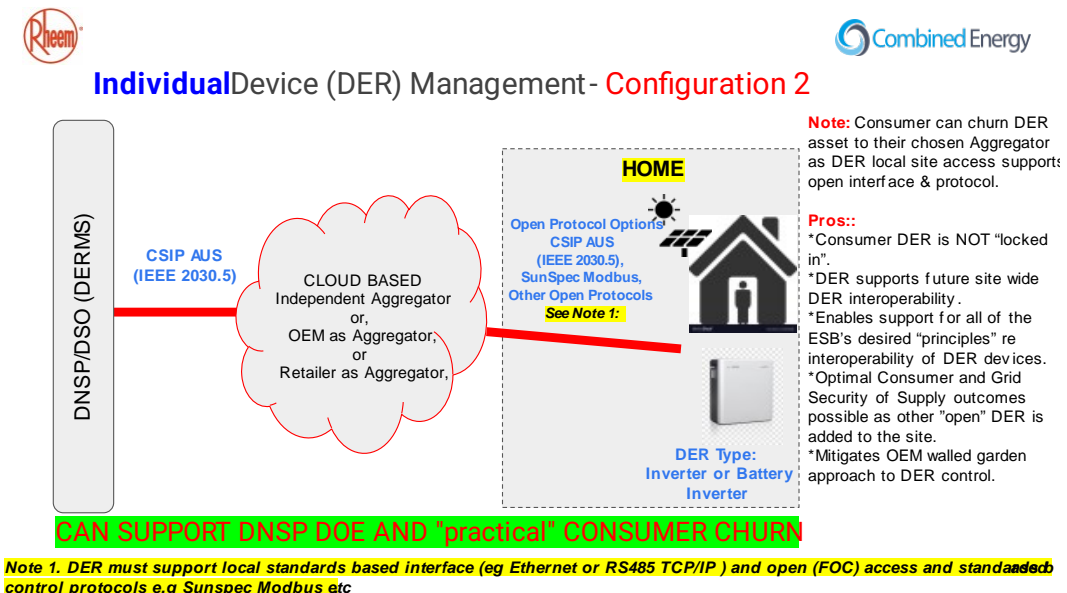 Rheem
Combined Energy
Individual Device (DER) Management - Configuration 2
DNSP/DSO (DERMS)
CSIP AUS
(IEEE 2030.5)
CLOUD BASED
Independent Aggregator
or,
OEM as Aggregator,
or
Retailer as Aggregator,
HOME
Open Protocol Options
CSIP AUS
(IEEE 2030.5),
SunSpec Modbus,
Other Open Protocols
See Note 1:
DER Type:
Inverter or Battery
Inverter
Note: Consumer can churn DER
asset to their chosen Aggregator
as DER local site access supports
open interface & protocol.
Pros::
*Consumer DER is NOT “locked
in”.
*DER supports future site wide
DER interoperability.
*Enables support for all of the
ESB’s desired “principles” re
interoperability of DER devices.
*Optimal Consumer and Grid
Security of Supply outcomes
possible as other ”open” DER is
added to the site.
*Mitigates OEM walled garden
approach to DER control.
CAN SUPPORT DNSP DOE AND "practical" CONSUMER CHURN
Note 1. DER must support local standards based interface (eg Ethernet or RS485 TCP/IP ) and open (FOC) access and
control protocols e.g Sunspec Modbus etc